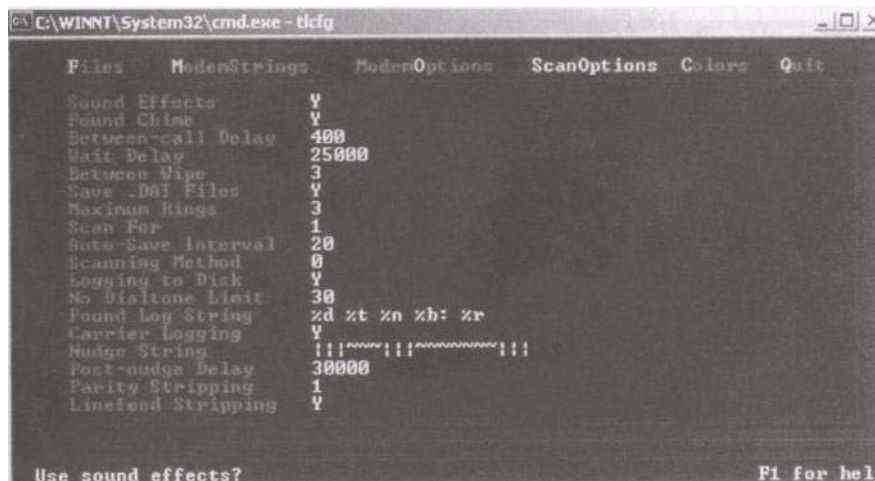 C:\WINNT\System32\cmd.exe - tlcfg
Files ModemStrings ModemOptions ScanOptions Colors Quit
Sound Effects Y
Found Chime Y
Between-call Delay 400
Wait Delay 25000
Between Wipe 3
Save .DAT Files Y
Maximum Rings 3
Scan For 1
Auto-Save Interval 20
Scanning Method 0
Logging to Disk Y
No Dialtone Limit 30
Found Log String %d %t %n %b: %r
Carrier Logging Y
Nudge String |||~~~|||~~~~~~~~|||
Post-nudge Delay 30000
Parity Stripping 1
Linefeed Stripping Y
Use sound effects? F1 for hel